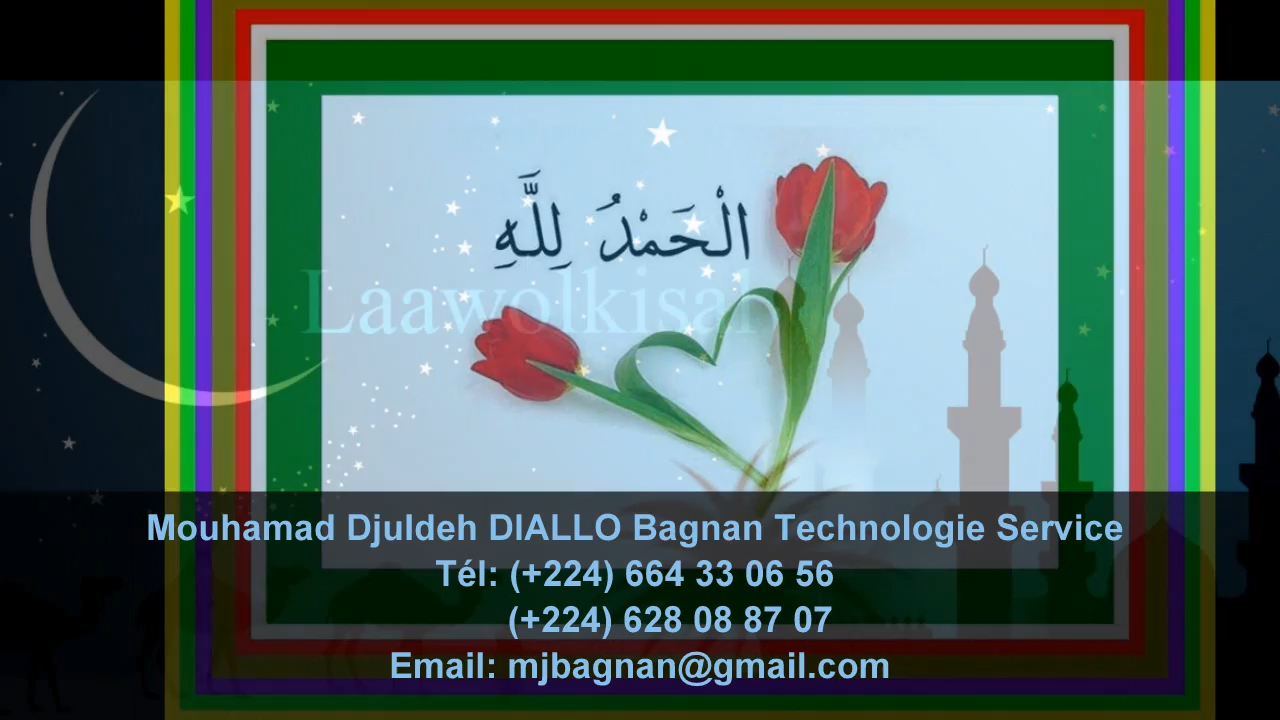 الْحَمْدُ لِلَّهِ
Laawolkisal
Mouhamad Djuldeh DIALLO Bagnan Technologie Service
Tél: (+224) 664 33 06 56
(+224) 628 08 87 07
Email: mjbagnan@gmail.com